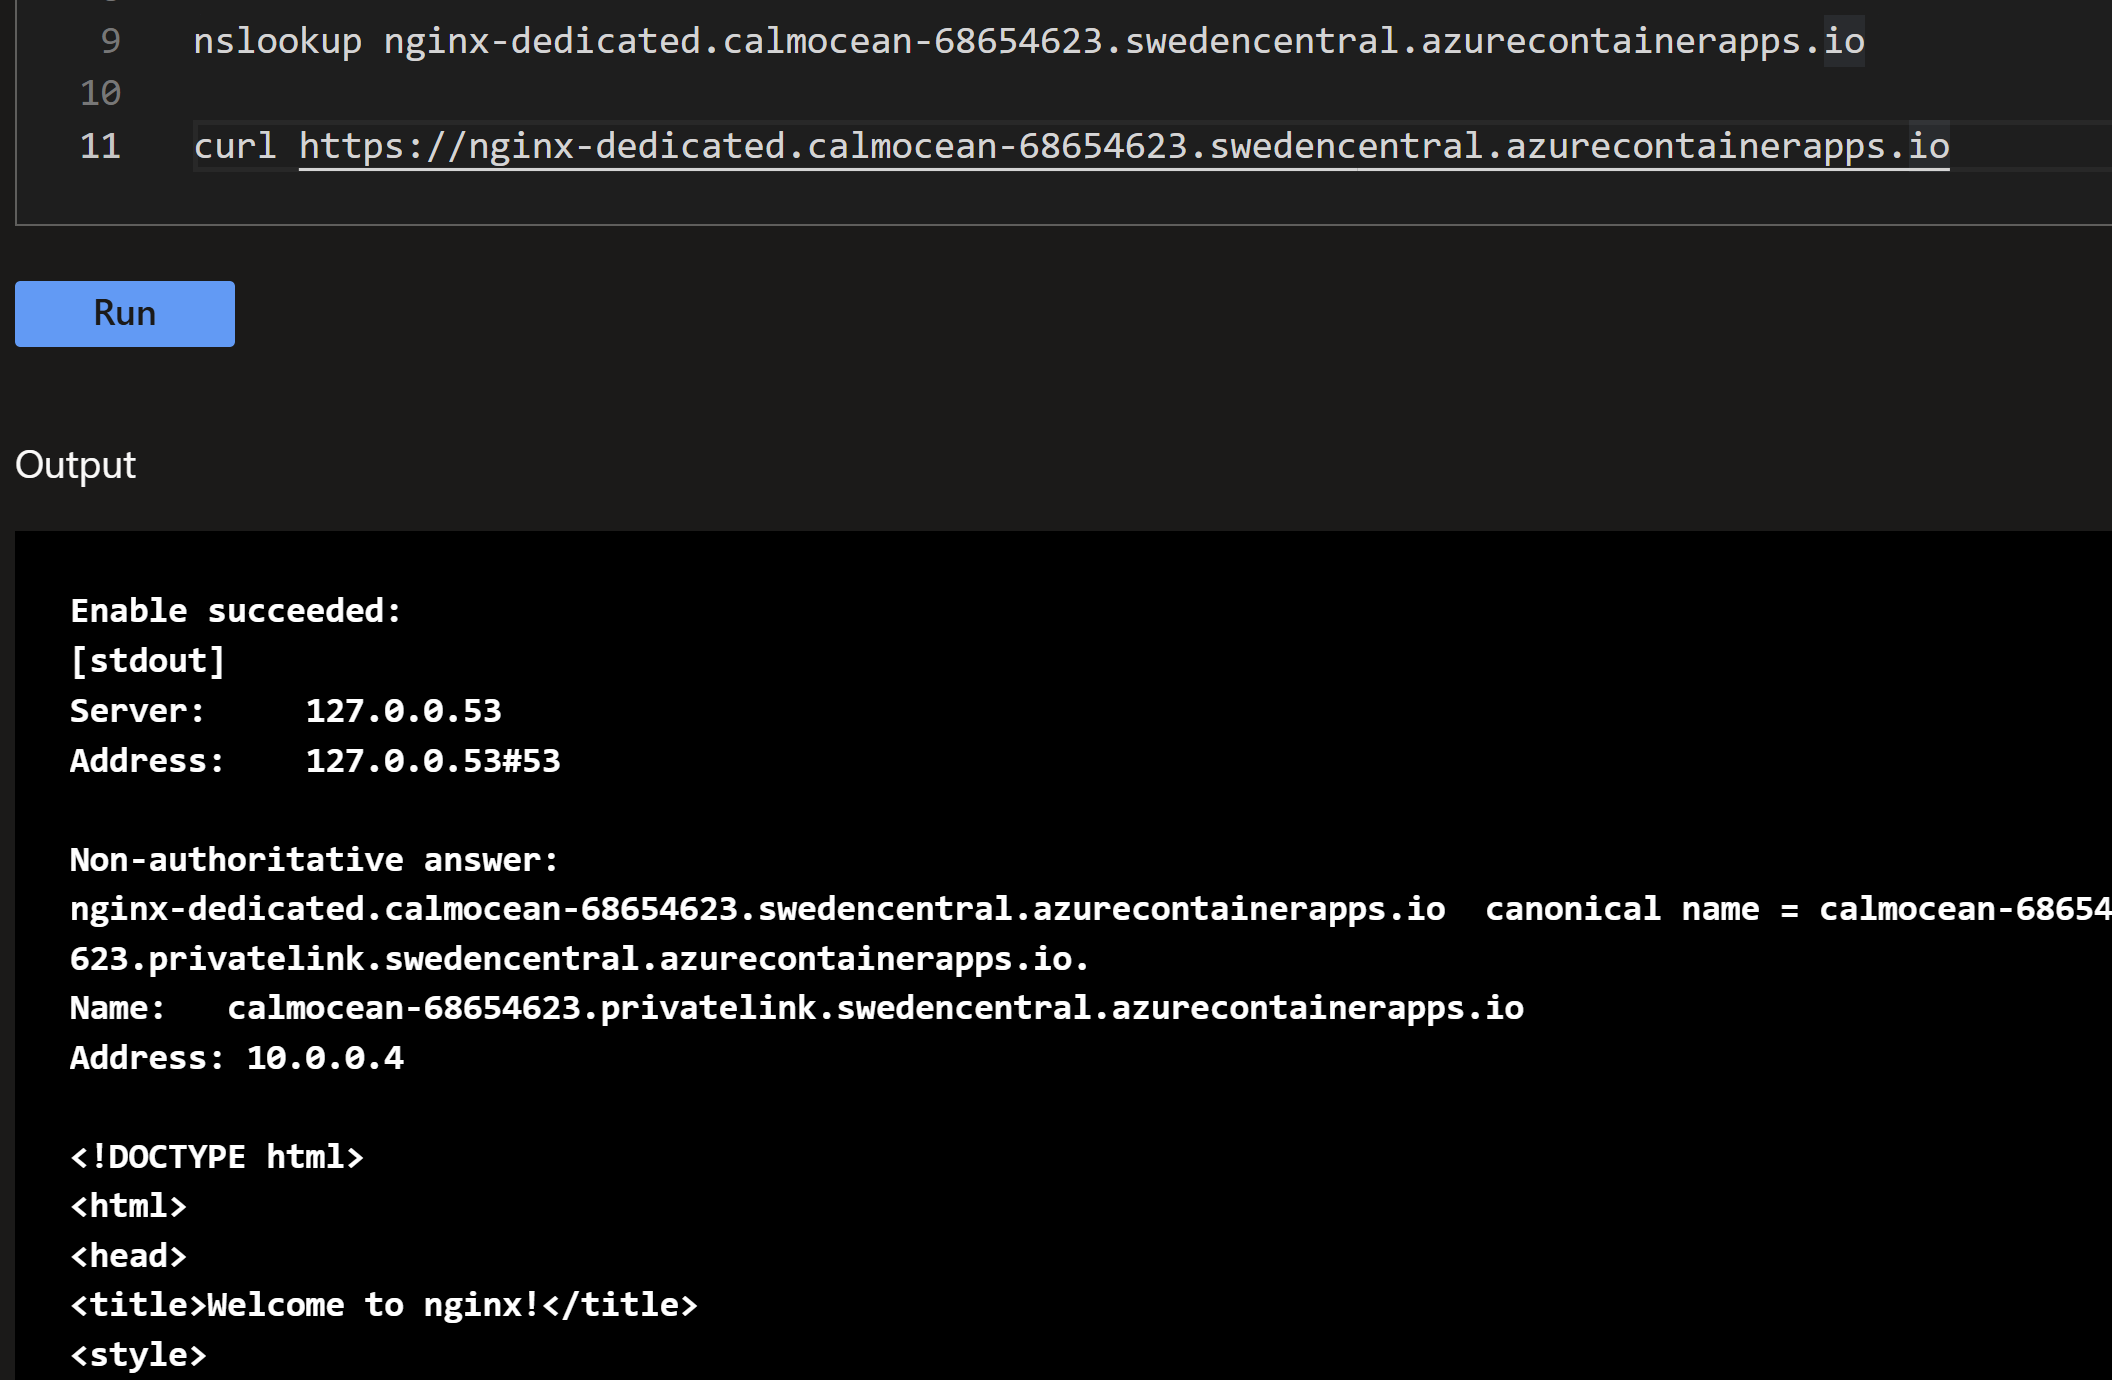 9 nslookup nginx-dedicated.calmocean-68654623.swedencentral.azurecontainerapps.io
10
11 curl https://nginx-dedicated.calmocean-68654623.swedencentral.azurecontainerapps.io
Run
Output
Enable succeeded:
[stdout]
Server: 127.0.0.53
Address: 127.0.0.53#53
Non-authoritative answer:
nginx-dedicated.calmocean-68654623.swedencentral.azurecontainerapps.io canonical name = calmocean-68654
623.privatelink.swedencentral.azurecontainerapps.io.
Name: calmocean-68654623.privatelink.swedencentral.azurecontainerapps.io
Address: 10.0.0.4
<!DOCTYPE html>
<html>
<head>
<title>Welcome to nginx!</title>
<style>